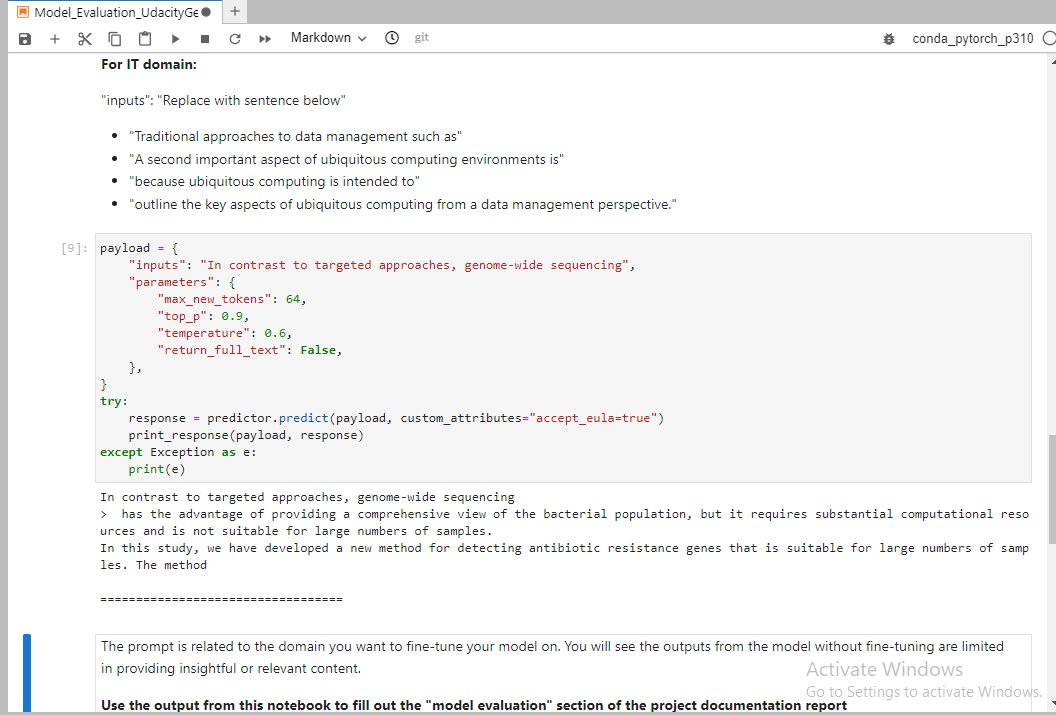 Model_Evaluation_UdacityGe
Markdown
git
conda_pytorch_p310
For IT domain:
"inputs": "Replace with sentence below"
• "Traditional approaches to data management such as"
• "A second important aspect of ubiquitous computing environments is"
• "because ubiquitous computing is intended to"
• "outline the key aspects of ubiquitous computing from a data management perspective."
[9]: payload = {
    "inputs": "In contrast to targeted approaches, genome-wide sequencing",
    "parameters": {
        "max_new_tokens": 64,
        "top_p": 0.9,
        "temperature": 0.6,
        "return_full_text": False,
    },
}
try:
    response = predictor.predict(payload, custom_attributes="accept_eula=true")
    print_response(payload, response)
except Exception as e:
    print(e)
In contrast to targeted approaches, genome-wide sequencing
>  has the advantage of providing a comprehensive view of the bacterial population, but it requires substantial computational reso
urces and is not suitable for large numbers of samples.
In this study, we have developed a new method for detecting antibiotic resistance genes that is suitable for large numbers of samp
les. The method
==================================
The prompt is related to the domain you want to fine-tune your model on. You will see the outputs from the model without fine-tuning are limited
in providing insightful or relevant content.
Activate Windows
Go to Settings to activate Windows.
Use the output from this notebook to fill out the "model evaluation" section of the project documentation report